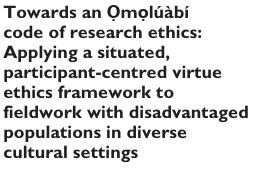 Towards an Ọmọlúàbí
code of research ethics:
Applying a situated,
participant-centred virtue
ethics framework to
fieldwork with disadvantaged
populations in diverse
cultural settings